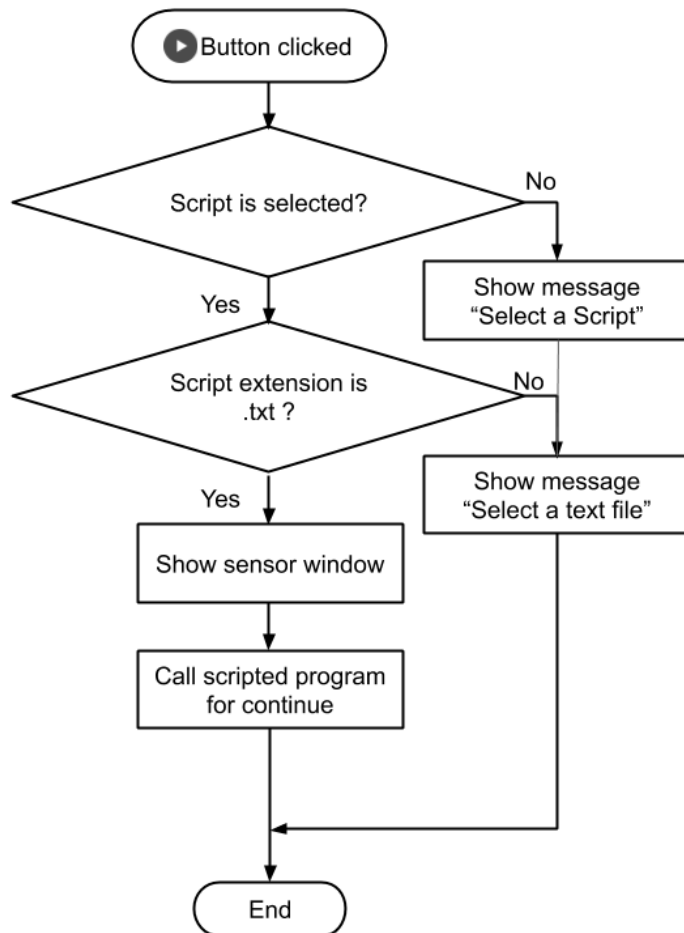 Button clicked
Script is selected?
No
Show message
“Select a Script”
Yes
Script extension is
.txt ?
No
Show message
“Select a text file”
Yes
Show sensor window
Call scripted program
for continue
End